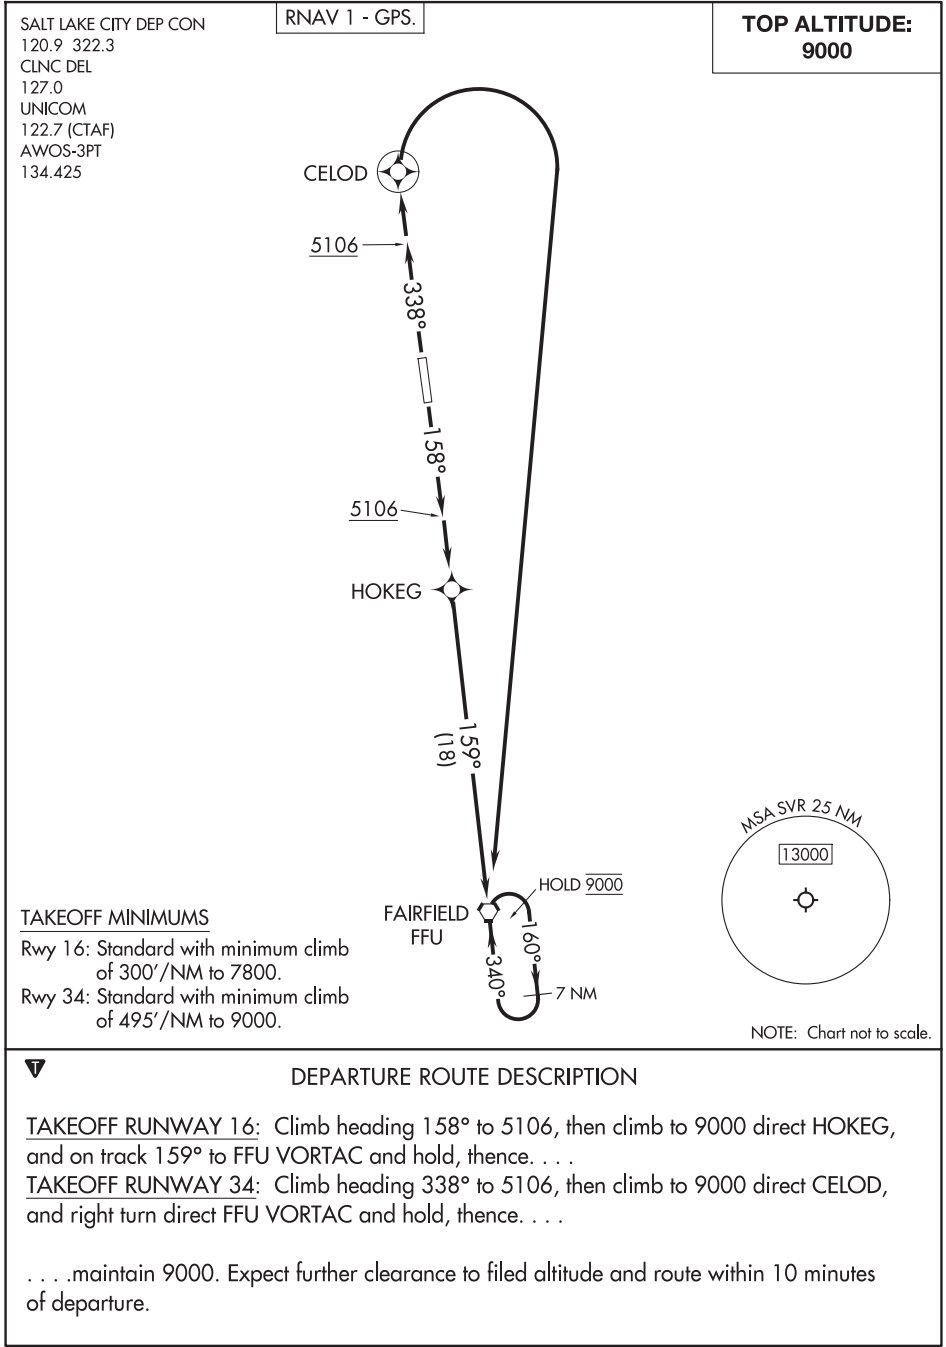 SALT LAKE CITY DEP CON
120.9 322.3
CLNC DEL
127.0
UNICOM
122.7 (CTAF)
AWOS-3PT
134.425
RNAV 1 - GPS.
TOP ALTITUDE:
9000
CELOD
5106
338°
158°
5106
HOKEG
159°
(18)
MSA SVR 25 NM
13000
HOLD 9000
FAIRFIELD
FFU
160°
340°
7 NM
TAKEOFF MINIMUMS
Rwy 16: Standard with minimum climb
of 300'/NM to 7800.
Rwy 34: Standard with minimum climb
of 495'/NM to 9000.
NOTE: Chart not to scale.
T
DEPARTURE ROUTE DESCRIPTION
TAKEOFF RUNWAY 16: Climb heading 158° to 5106, then climb to 9000 direct HOKEG,
and on track 159° to FFU VORTAC and hold, thence. . . .
TAKEOFF RUNWAY 34: Climb heading 338° to 5106, then climb to 9000 direct CELOD,
and right turn direct FFU VORTAC and hold, thence. . . .
. . . .maintain 9000. Expect further clearance to filed altitude and route within 10 minutes
of departure.